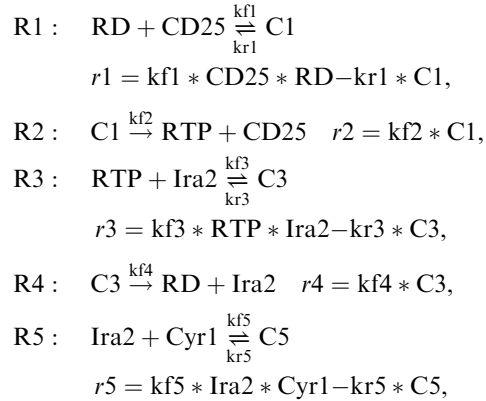 R1 : RD + CD25 ⇌ C1 (kf1 / kr1)
r1 = kf1 * CD25 * RD−kr1 * C1,
R2 : C1 →(kf2) RTP + CD25 r2 = kf2 * C1,
R3 : RTP + Ira2 ⇌ C3 (kf3 / kr3)
r3 = kf3 * RTP * Ira2−kr3 * C3,
R4 : C3 →(kf4) RD + Ira2 r4 = kf4 * C3,
R5 : Ira2 + Cyr1 ⇌ C5 (kf5 / kr5)
r5 = kf5 * Ira2 * Cyr1−kr5 * C5,